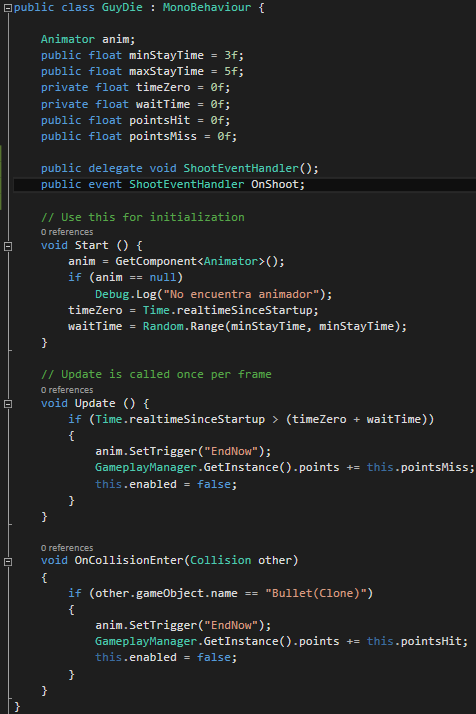 public class GuyDie : MonoBehaviour {
Animator anim;
public float minStayTime = 3f;
public float maxStayTime = 5f;
private float timeZero = 0f;
private float waitTime = 0f;
public float pointsHit = 0f;
public float pointsMiss = 0f;
public delegate void ShootEventHandler();
public event ShootEventHandler OnShoot;
// Use this for initialization
0 references
void Start () {
anim = GetComponent<Animator>();
if (anim == null)
Debug.Log("No encuentra animador");
timeZero = Time.realtimeSinceStartup;
waitTime = Random.Range(minStayTime, minStayTime);
}
// Update is called once per frame
0 references
void Update () {
if (Time.realtimeSinceStartup > (timeZero + waitTime))
{
anim.SetTrigger("EndNow");
GameplayManager.GetInstance().points += this.pointsMiss;
this.enabled = false;
}
}
0 references
void OnCollisionEnter(Collision other)
{
if (other.gameObject.name == "Bullet(Clone)")
{
anim.SetTrigger("EndNow");
GameplayManager.GetInstance().points += this.pointsHit;
this.enabled = false;
}
}
}